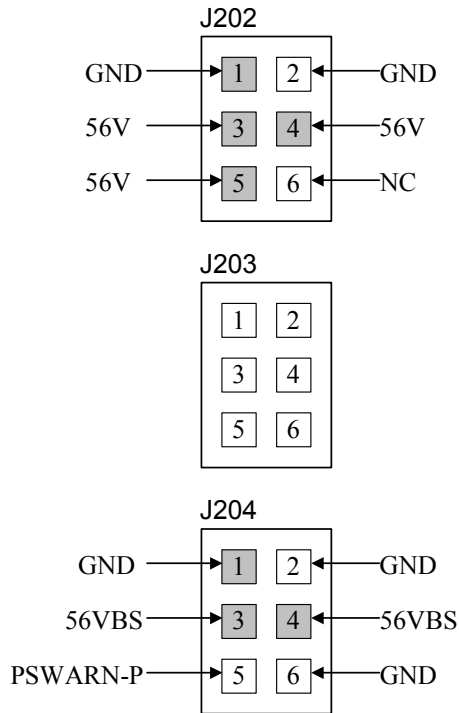 J202
GND 1 2 GND
56V 3 4 56V
56V 5 6 NC
J203
1 2
3 4
5 6
J204
GND 1 2 GND
56VBS 3 4 56VBS
PSWARN-P 5 6 GND